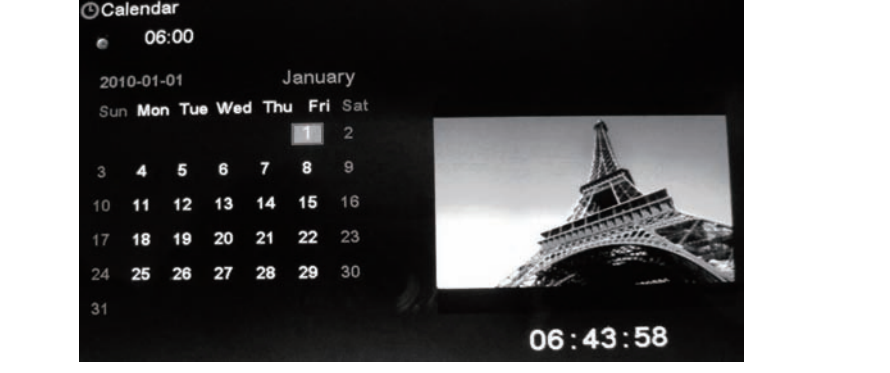 Calendar
06:00
2010-01-01 January
Sun Mon Tue Wed Thu Fri Sat
1 2
3 4 5 6 7 8 9
10 11 12 13 14 15 16
17 18 19 20 21 22 23
24 25 26 27 28 29 30
31
06:43:58